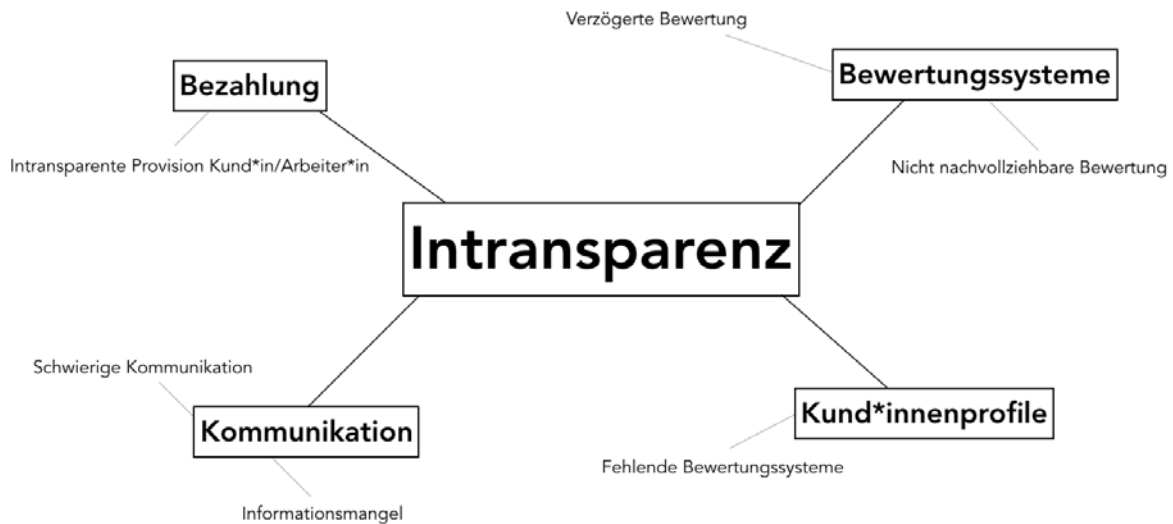 Verzögerte Bewertung
Bewertungssysteme
Bezahlung
Intransparente Provision Kund*in/Arbeiter*in
Nicht nachvollziehbare Bewertung
Intransparenz
Schwierige Kommunikation
Kund*innenprofile
Kommunikation
Fehlende Bewertungssysteme
Informationsmangel